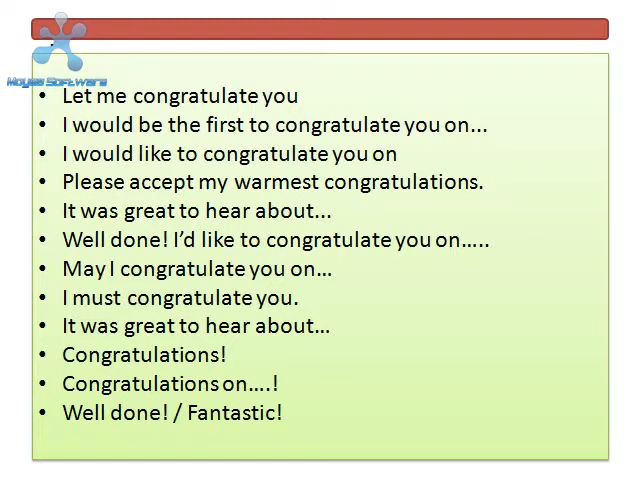 Moyea Software
• Let me congratulate you
• I would be the first to congratulate you on...
• I would like to congratulate you on
• Please accept my warmest congratulations.
• It was great to hear about...
• Well done! I’d like to congratulate you on…..
• May I congratulate you on…
• I must congratulate you.
• It was great to hear about…
• Congratulations!
• Congratulations on….!
• Well done! / Fantastic!